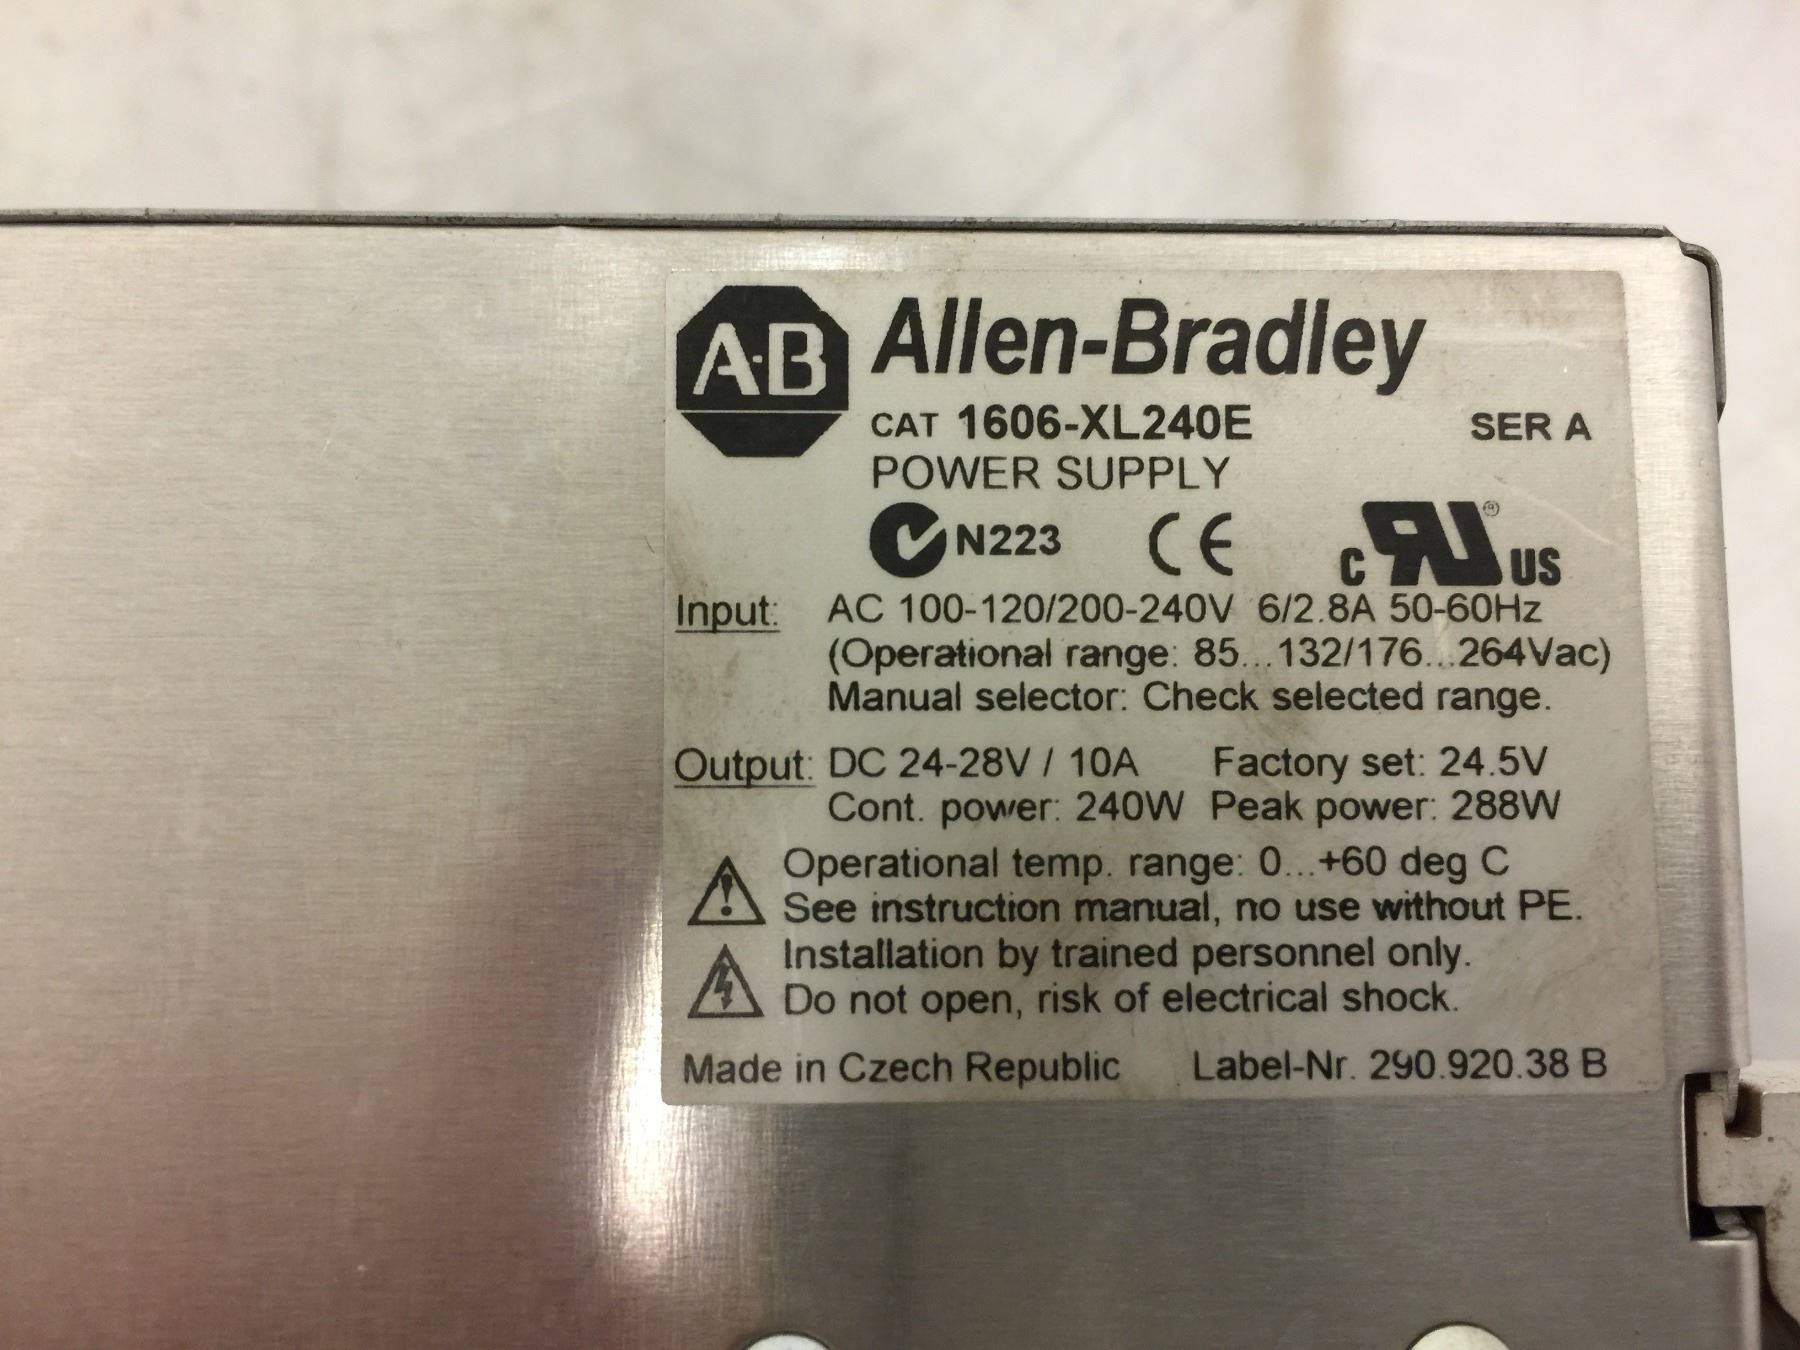 A-B Allen-Bradley
CAT 1606-XL240E SER A
POWER SUPPLY
N223 CE c RU ® US
Input: AC 100-120/200-240V 6/2.8A 50-60Hz
(Operational range: 85...132/176...264Vac)
Manual selector: Check selected range.
Output: DC 24-28V / 10A Factory set: 24.5V
Cont. power: 240W Peak power: 288W
Operational temp. range: 0...+60 deg C
See instruction manual, no use without PE.
Installation by trained personnel only.
Do not open, risk of electrical shock.
Made in Czech Republic Label-Nr. 290.920.38 B